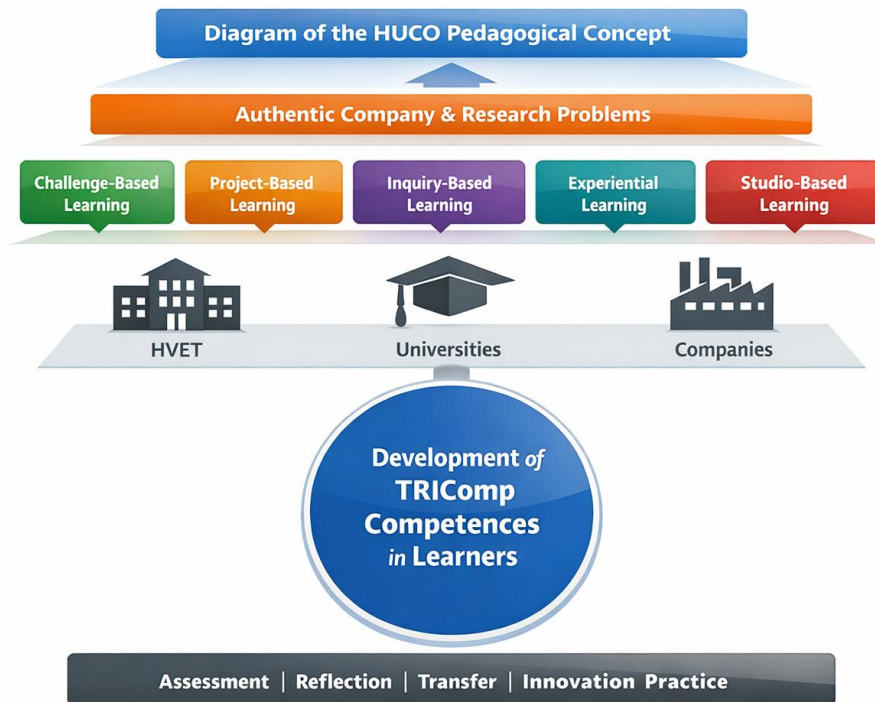 Diagram of the HUCO Pedagogical Concept
Authentic Company & Research Problems
Challenge-Based
Learning
Project-Based
Learning
Inquiry-Based
Learning
Experiential
Learning
Studio-Based
Learning
HVET
Universities
Companies
Development of
TRIComp
Competences
in Learners
Assessment | Reflection | Transfer | Innovation Practice